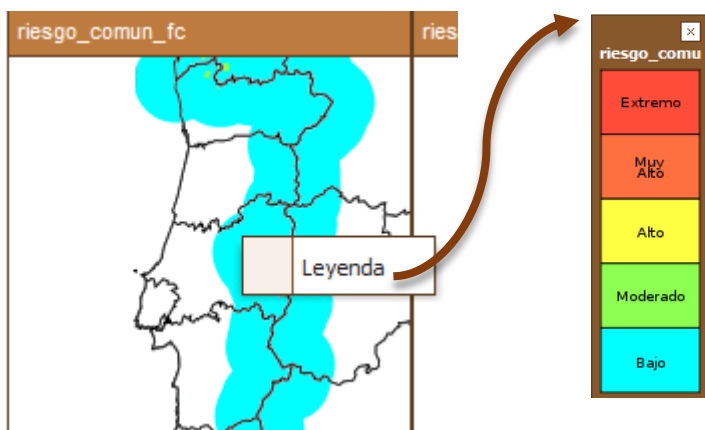 riesgo_comun_fc
ries
Leyenda
riesgo_comu
Extremo
Muy
Alto
Alto
Moderado
Bajo